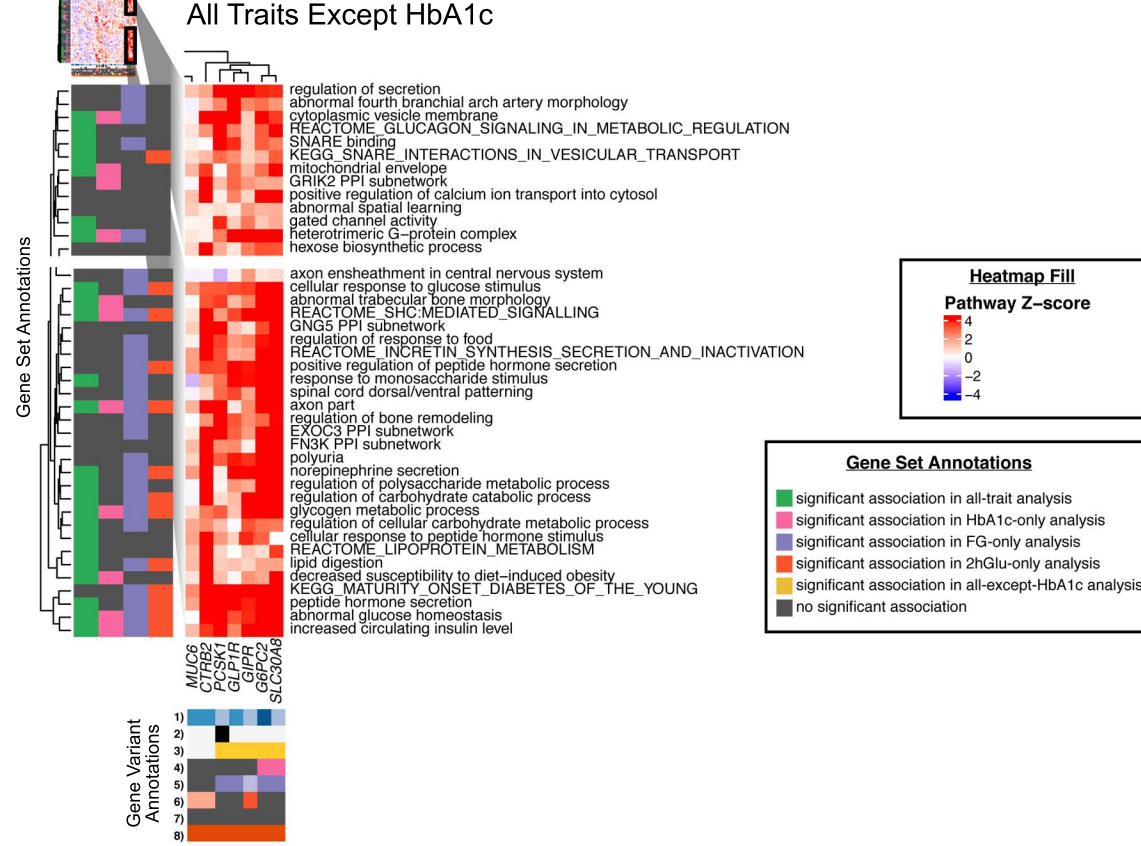 All Traits Except HbA1c
regulation of secretion
abnormal fourth branchial arch artery morphology
cytoplasmic vesicle membrane
REACTOME_GLUCAGON_SIGNALING_IN_METABOLIC_REGULATION
SNARE binding
KEGG_SNARE_INTERACTIONS_IN_VESICULAR_TRANSPORT
mitochondrial envelope
GRIK2 PPI subnetwork
positive regulation of calcium ion transport into cytosol
abnormal spatial learning
gated channel activity
heterotrimeric G−protein complex
hexose biosynthetic process
Gene Set Annotations
axon ensheathment in central nervous system
cellular response to glucose stimulus
abnormal trabecular bone morphology
REACTOME_SHC:MEDIATED_SIGNALLING
GNG5 PPI subnetwork
regulation of response to food
REACTOME_INCRETIN_SYNTHESIS_SECRETION_AND_INACTIVATION
positive regulation of peptide hormone secretion
response to monosaccharide stimulus
spinal cord dorsal/ventral patterning
axon part
regulation of bone remodeling
EXOC3 PPI subnetwork
FN3K PPI subnetwork
polyuria
norepinephrine secretion
regulation of polysaccharide metabolic process
regulation of carbohydrate catabolic process
glycogen metabolic process
regulation of cellular carbohydrate metabolic process
cellular response to peptide hormone stimulus
REACTOME_LIPOPROTEIN_METABOLISM
lipid digestion
decreased susceptibility to diet−induced obesity
KEGG_MATURITY_ONSET_DIABETES_OF_THE_YOUNG
peptide hormone secretion
abnormal glucose homeostasis
increased circulating insulin level
MUC6
CTRB2
PCSK1
GLP1R
GIPR
G6PC2
SLC30A8
Gene Variant
Annotations
1)
2)
3)
4)
5)
6)
7)
8)
Heatmap Fill
Pathway Z−score
4
2
0
−2
−4
Gene Set Annotations
significant association in all-trait analysis
significant association in HbA1c-only analysis
significant association in FG-only analysis
significant association in 2hGlu-only analysis
significant association in all-except-HbA1c analysis
no significant association